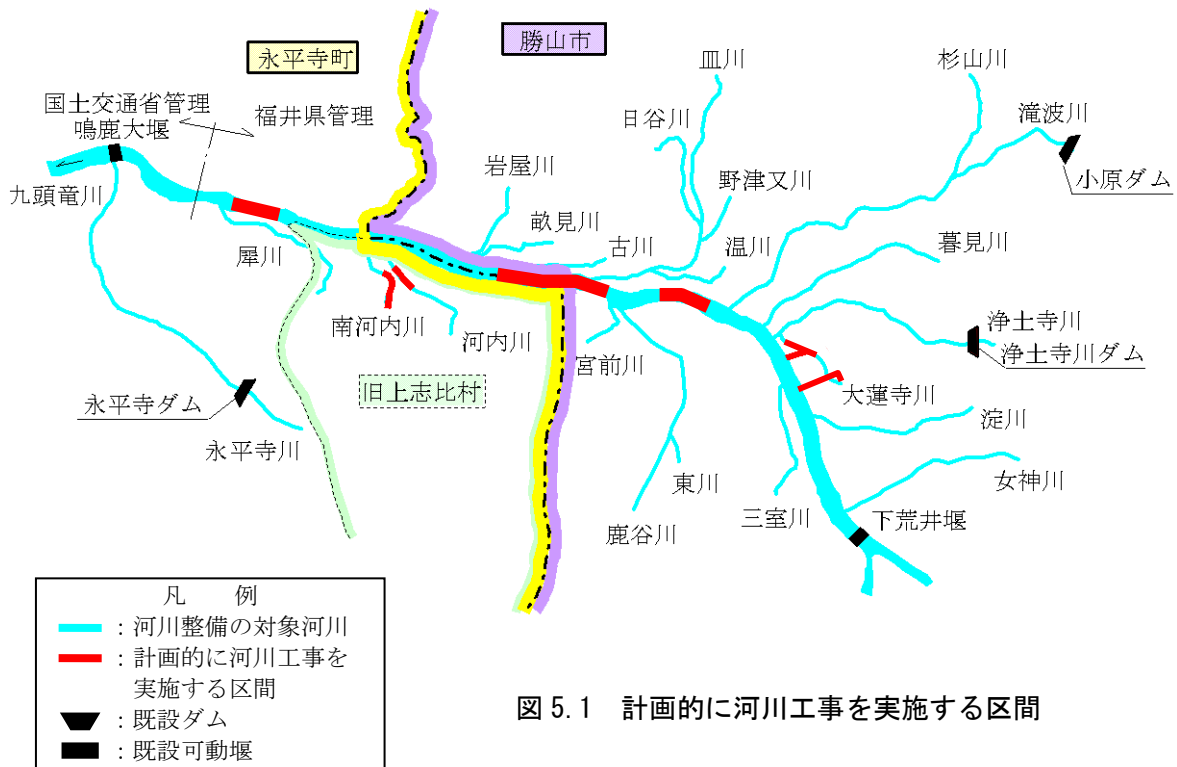 勝山市
永平寺町
皿川
杉山川
国土交通省管理
福井県管理
鳴鹿大堰
日谷川
滝波川
小原ダム
九頭竜川
岩屋川
野津又川
畝見川
古川
温川
暮見川
犀川
南河内川
河内川
宮前川
浄土寺川
浄土寺川ダム
旧上志比村
大蓮寺川
永平寺ダム
淀川
永平寺川
東川
女神川
三室川
下荒井堰
鹿谷川
凡　例
：河川整備の対象河川
：計画的に河川工事を
実施する区間
：既設ダム
：既設可動堰
図 5.1　計画的に河川工事を実施する区間